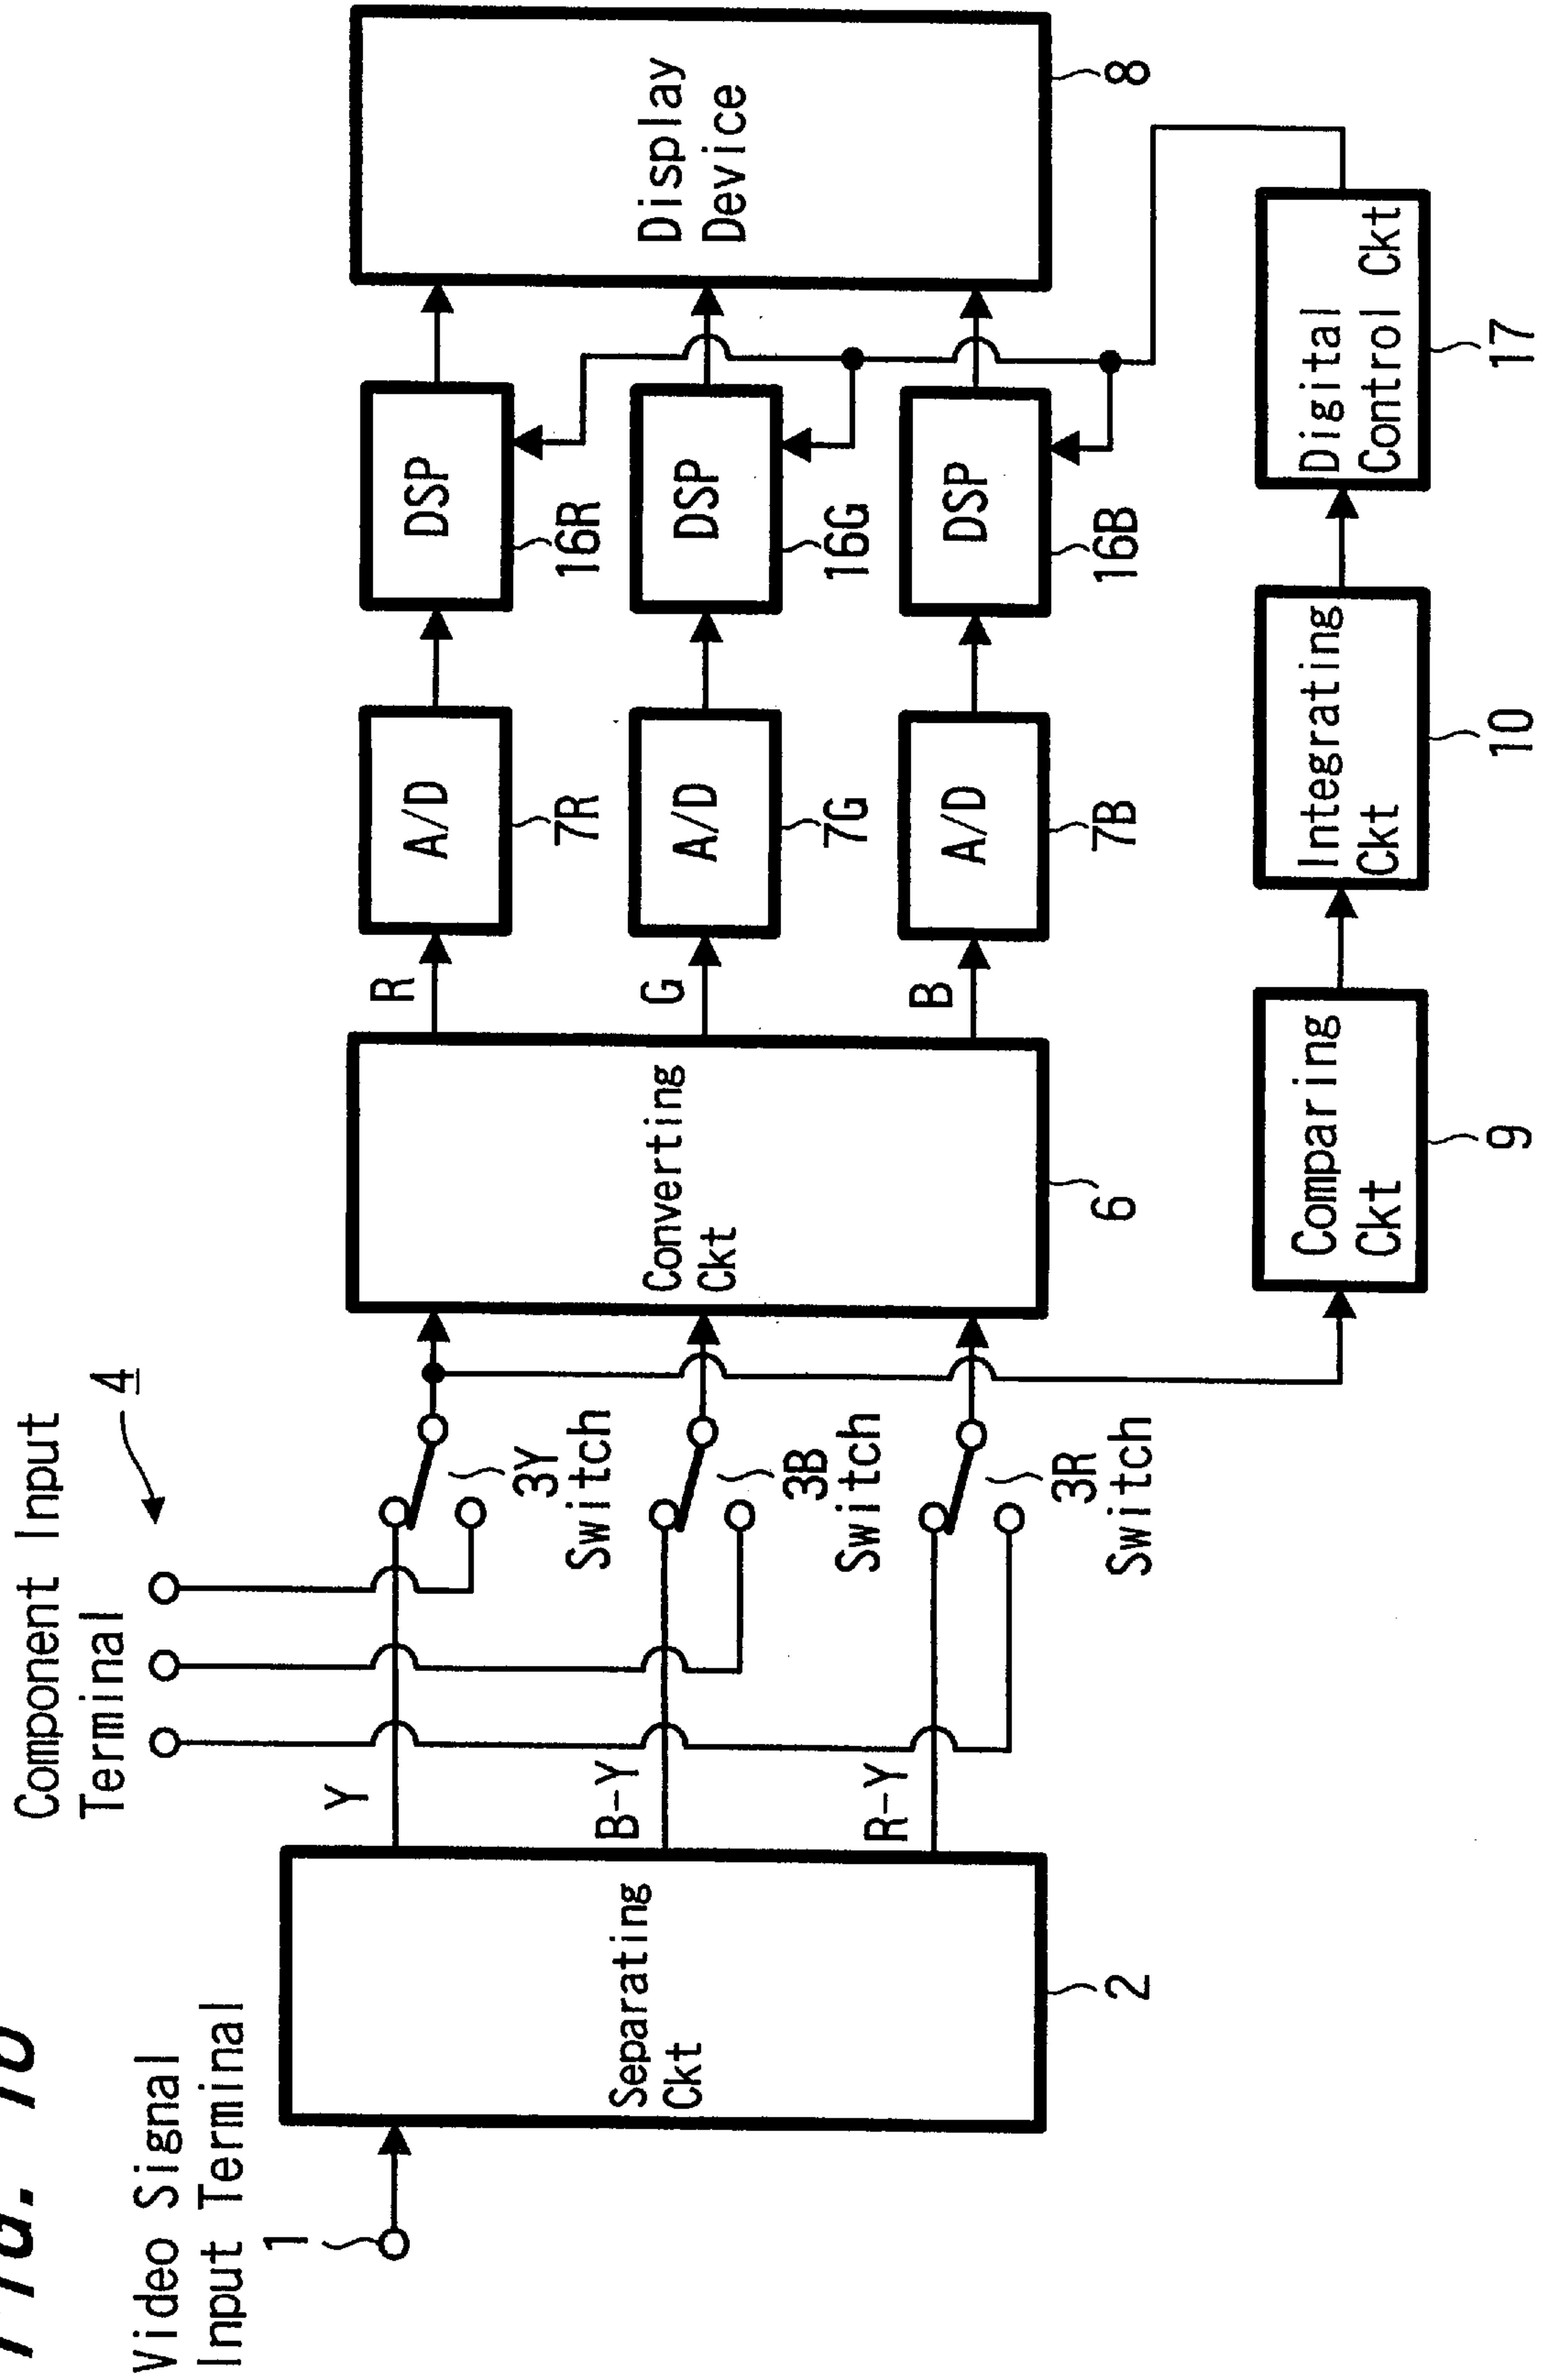 Video Signal
Input Terminal
1
Component Input
Terminal
4
Separating
Ckt
2
Y
B-Y
R-Y
3Y
Switch
3B
Switch
3R
Switch
Converting
Ckt
6
R
G
B
A/D
7R
A/D
7G
A/D
7B
DSP
16R
DSP
16G
DSP
16B
Display
Device
8
Comparing
Ckt
9
Integrating
Ckt
10
Digital
Control Ckt
17